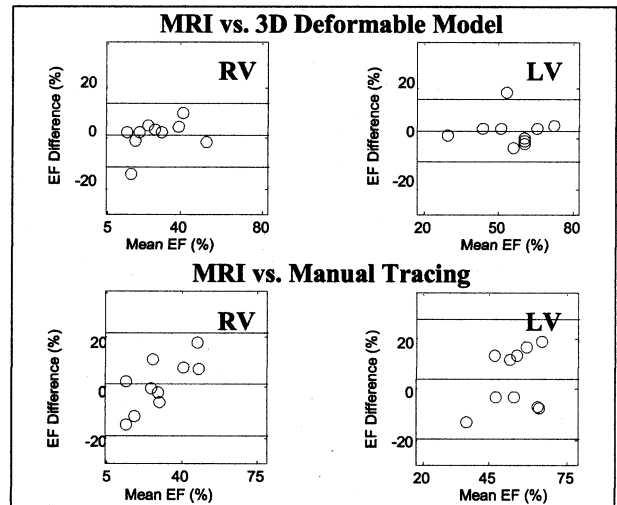 MRI vs. 3D Deformable Model
RV
EF Difference (%)
20
0
-20
5 40 80
Mean EF (%)
LV
EF Difference (%)
20
0
-20
20 50 80
Mean EF (%)
MRI vs. Manual Tracing
RV
EF Difference (%)
20
0
-20
5 40 75
Mean EF (%)
LV
EF Difference (%)
20
0
-20
20 45 75
Mean EF (%)